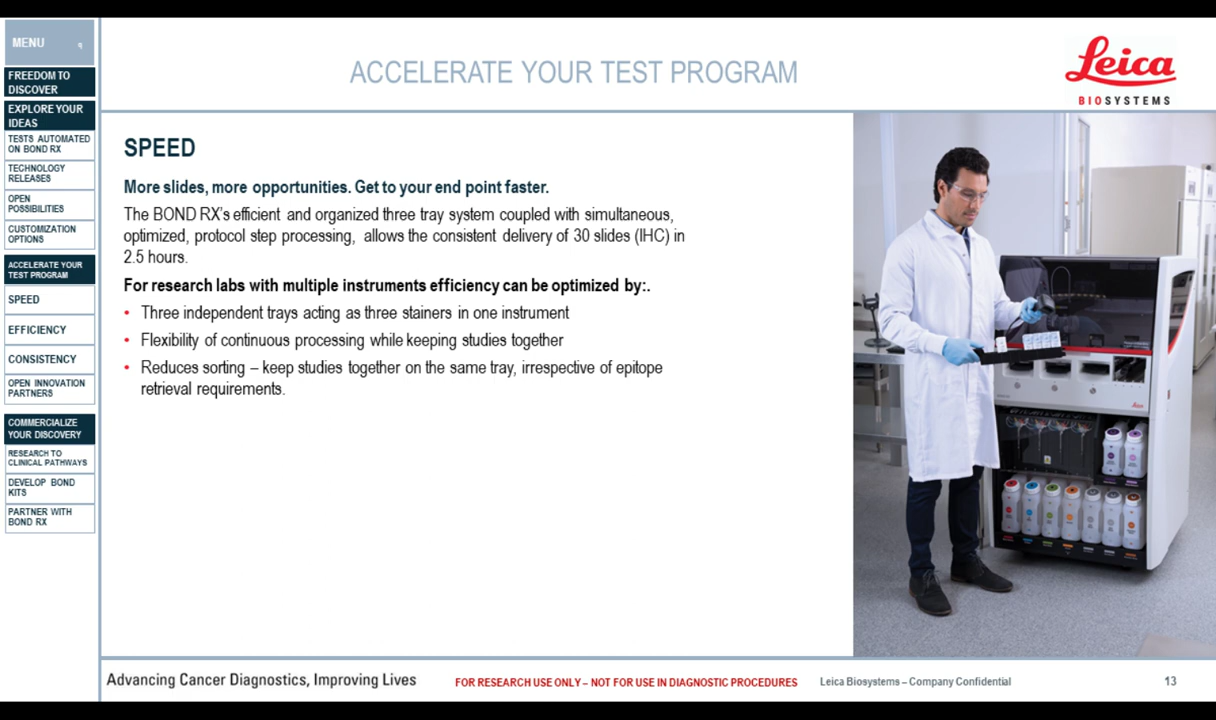 MENU
FREEDOM TO
DISCOVER
EXPLORE YOUR
IDEAS
TESTS AUTOMATED
ON BOND RX
TECHNOLOGY
RELEASES
OPEN
POSSIBILITIES
CUSTOMIZATION
OPTIONS
ACCELERATE YOUR
TEST PROGRAM
SPEED
EFFICIENCY
CONSISTENCY
OPEN INNOVATION
PARTNERS
COMMERCIALIZE
YOUR DISCOVERY
RESEARCH TO
CLINICAL PATHWAYS
DEVELOP BOND
KITS
PARTNER WITH
BOND RX
ACCELERATE YOUR TEST PROGRAM
Leica
BIOSYSTEMS
SPEED
More slides, more opportunities. Get to your end point faster.
The BOND RX's efficient and organized three tray system coupled with simultaneous,
optimized, protocol step processing, allows the consistent delivery of 30 slides (IHC) in
2.5 hours.
For research labs with multiple instruments efficiency can be optimized by:.
• Three independent trays acting as three stainers in one instrument
• Flexibility of continuous processing while keeping studies together
• Reduces sorting – keep studies together on the same tray, irrespective of epitope
retrieval requirements.
Advancing Cancer Diagnostics, Improving Lives
FOR RESEARCH USE ONLY – NOT FOR USE IN DIAGNOSTIC PROCEDURES
Leica Biosystems – Company Confidential
13